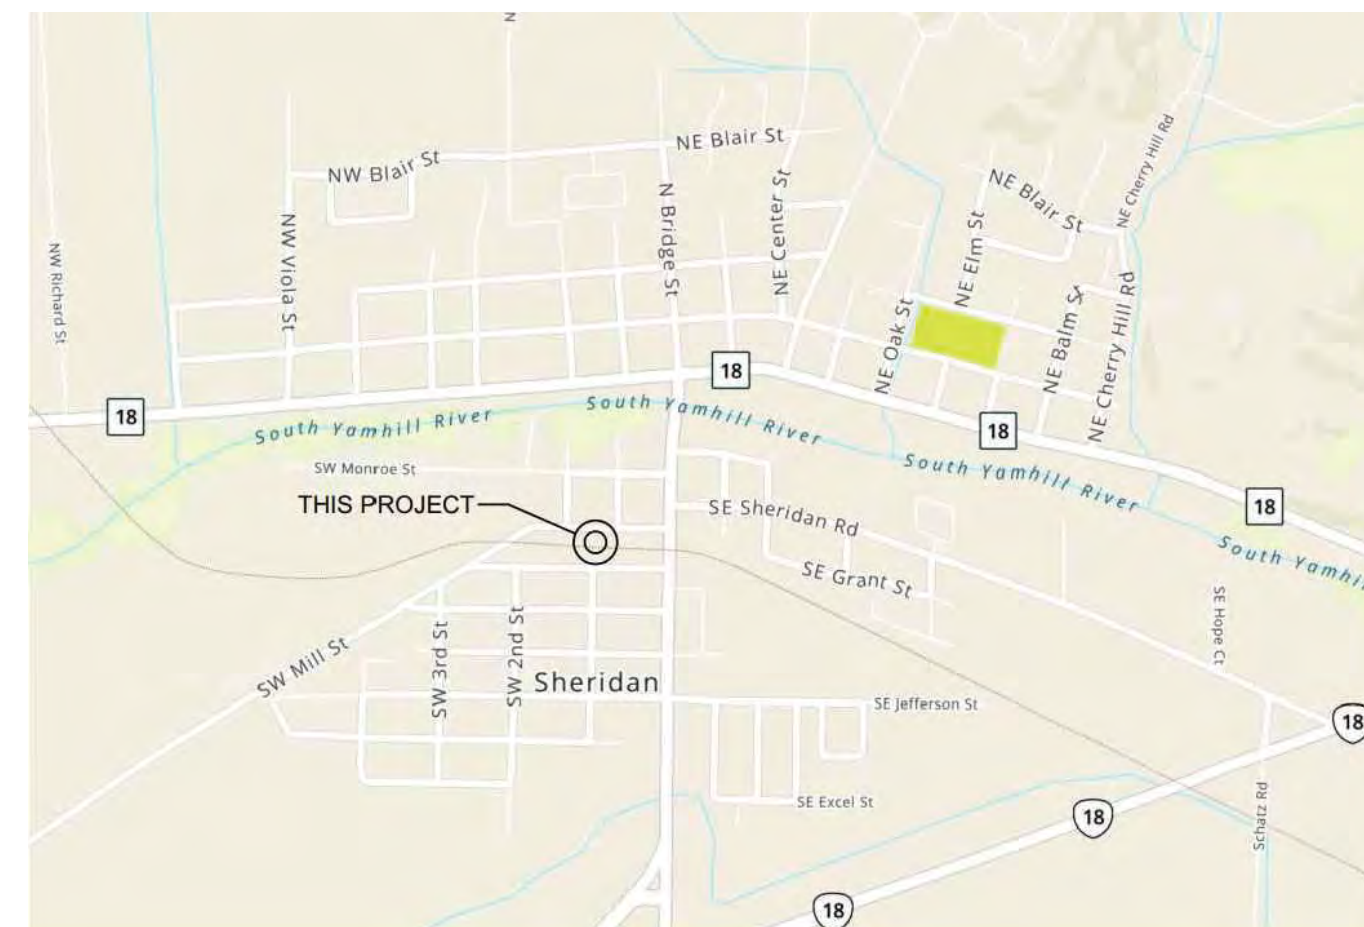 N
NE Blair St
NW Blair St
NE Cherry Hill Rd
NE Blair St
N Bridge St
NE Center St
NE Elm St
NW Viola St
NW Richard St
NE Oak St
NE Balm St
NE Cherry Hill Rd
18
18
18
18
South Yamhill River
South Yamhill River
South Yamhill River
South Yamhi
SW Monroe St
THIS PROJECT
SE Sheridan Rd
SE Grant St
SE Hope Ct
SW Mill St
SW 3rd St
SW 2nd St
Sheridan
SE Jefferson St
SE Excel St
Schatz Rd
18
18
18